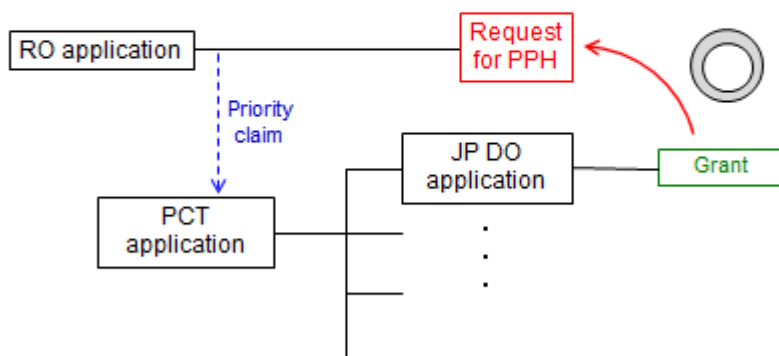 RO application
Request
for PPH
Priority
claim
JP DO
application
Grant
PCT
application